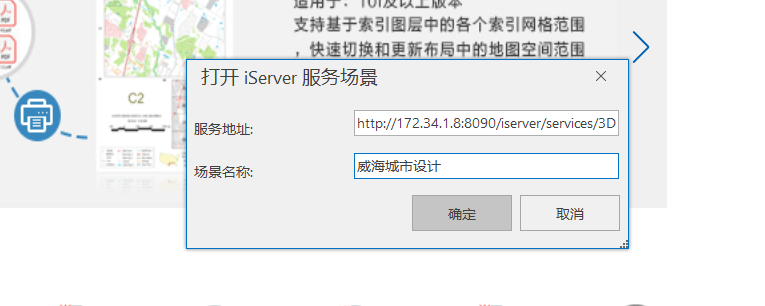 适用于：10i及以上版本
支持基于索引图层中的各个索引网格范围
，快速切换和更新布局中的地图空间范围
打开 iServer 服务场景
服务地址:
http://172.34.1.8:8090/iserver/services/3D
场景名称:
威海城市设计
确定
取消
PDF
PDF
C2